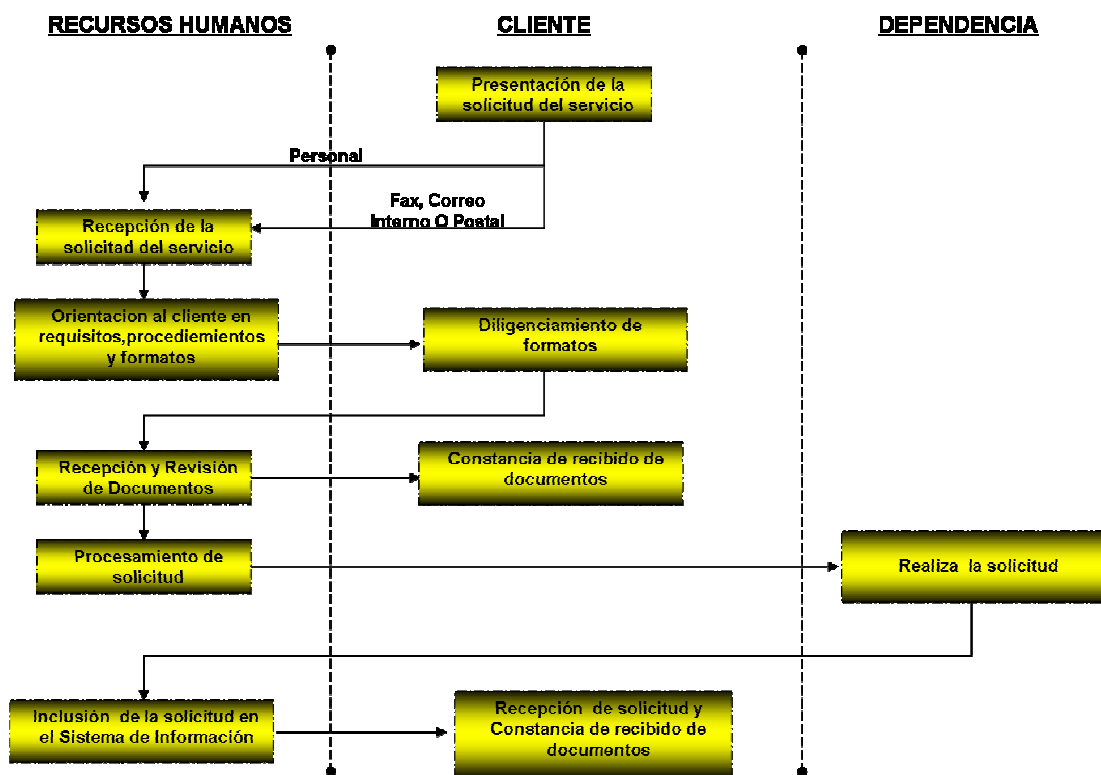 RECURSOS HUMANOS
CLIENTE
DEPENDENCIA
Presentación de la
solicitud del servicio
Personal
Fax, Correo
Interno O Postal
Recepción de la
solicitad del servicio
Orientacion al cliente en
requisitos,procediemientos
y formatos
Diligenciamiento de
formatos
Recepción y Revisión
de Documentos
Constancia de recibido de
documentos
Procesamiento de
solicitud
Realiza la solicitud
Inclusión de la solicitud en
el Sistema de Información
Recepción de solicitud y
Constancia de recibido de
documentos